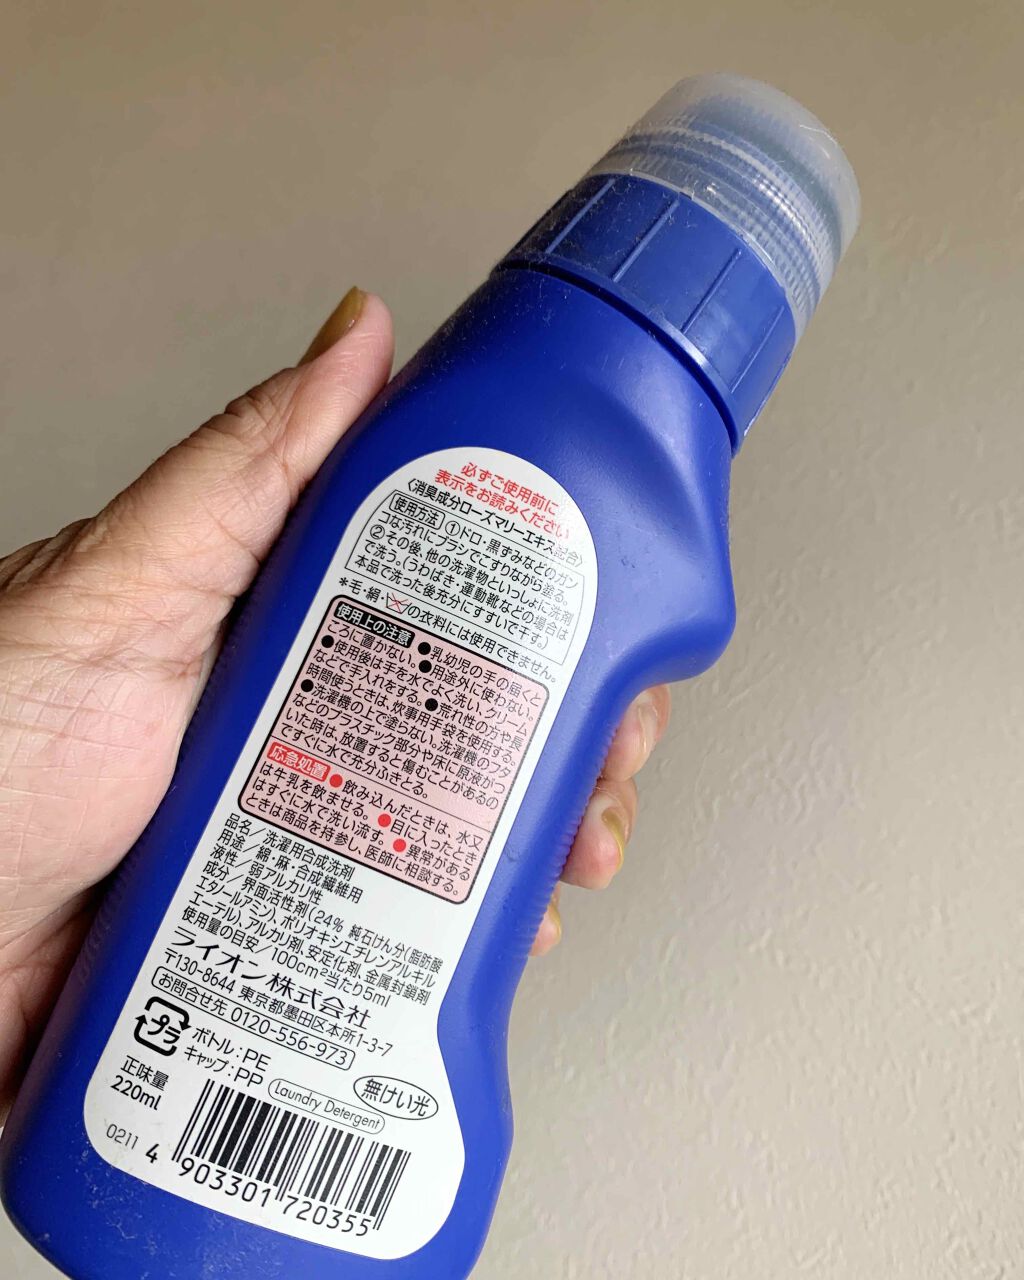 必ずご使用前に
表示をお読みください
〈消臭成分ローズマリーエキス配合〉
使用方法 ①ドロ・黒ずみなどのガン
コな汚れにブラシでこすりながら塗る。
②その後、他の洗濯物といっしょに洗剤
で洗う。(うわばき・運動靴などの場合は
本品で洗った後充分にすすいで干す。)
*毛・絹・の衣料には使用できません。
使用上の注意 ●乳幼児の手の届くと
ころに置かない。●用途外に使わない。
●使用後は手を水でよく洗い、クリーム
などで手入れをする。●荒れ性の方や長
時間使うときは、炊事用手袋を使用する。
●洗濯機の上で塗らない。洗濯機のフタ
などのプラスチック部分や床に原液がつ
いた時は、放置すると傷むことがあるの
ですぐに水で充分ふきとる。
応急処置 ●飲み込んだときは、水又
は牛乳を飲ませる。●目に入ったとき
はすぐに水で洗い流す。●異常がある
ときは商品を持参し、医師に相談する。
品名/洗濯用合成洗剤
用途/綿・麻・合成繊維用
液性/弱アルカリ性
成分/界面活性剤(24% 純石けん分(脂肪酸
エタノールアミン)、ポリオキシエチレンアルキル
エーテル)、アルカリ剤、安定化剤、金属封鎖剤
使用量の目安/100cm²当たり5ml
ライオン株式会社
〒130-8644 東京都墨田区本所1-3-7
お問合せ先 0120-556-973
プラ
ボトル:PE
キャップ:PP
Laundry Detergent
無けい光
正味量
220ml
0211
4 903301 720355